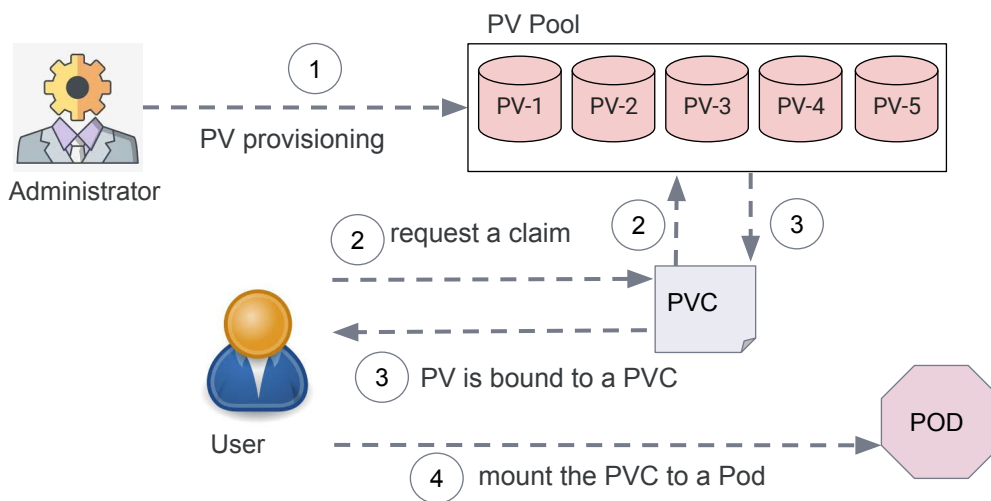 PV Pool
1
PV-1 PV-2 PV-3 PV-4 PV-5
PV provisioning
Administrator
2 request a claim
2
3
PVC
3 PV is bound to a PVC
User
POD
4 mount the PVC to a Pod